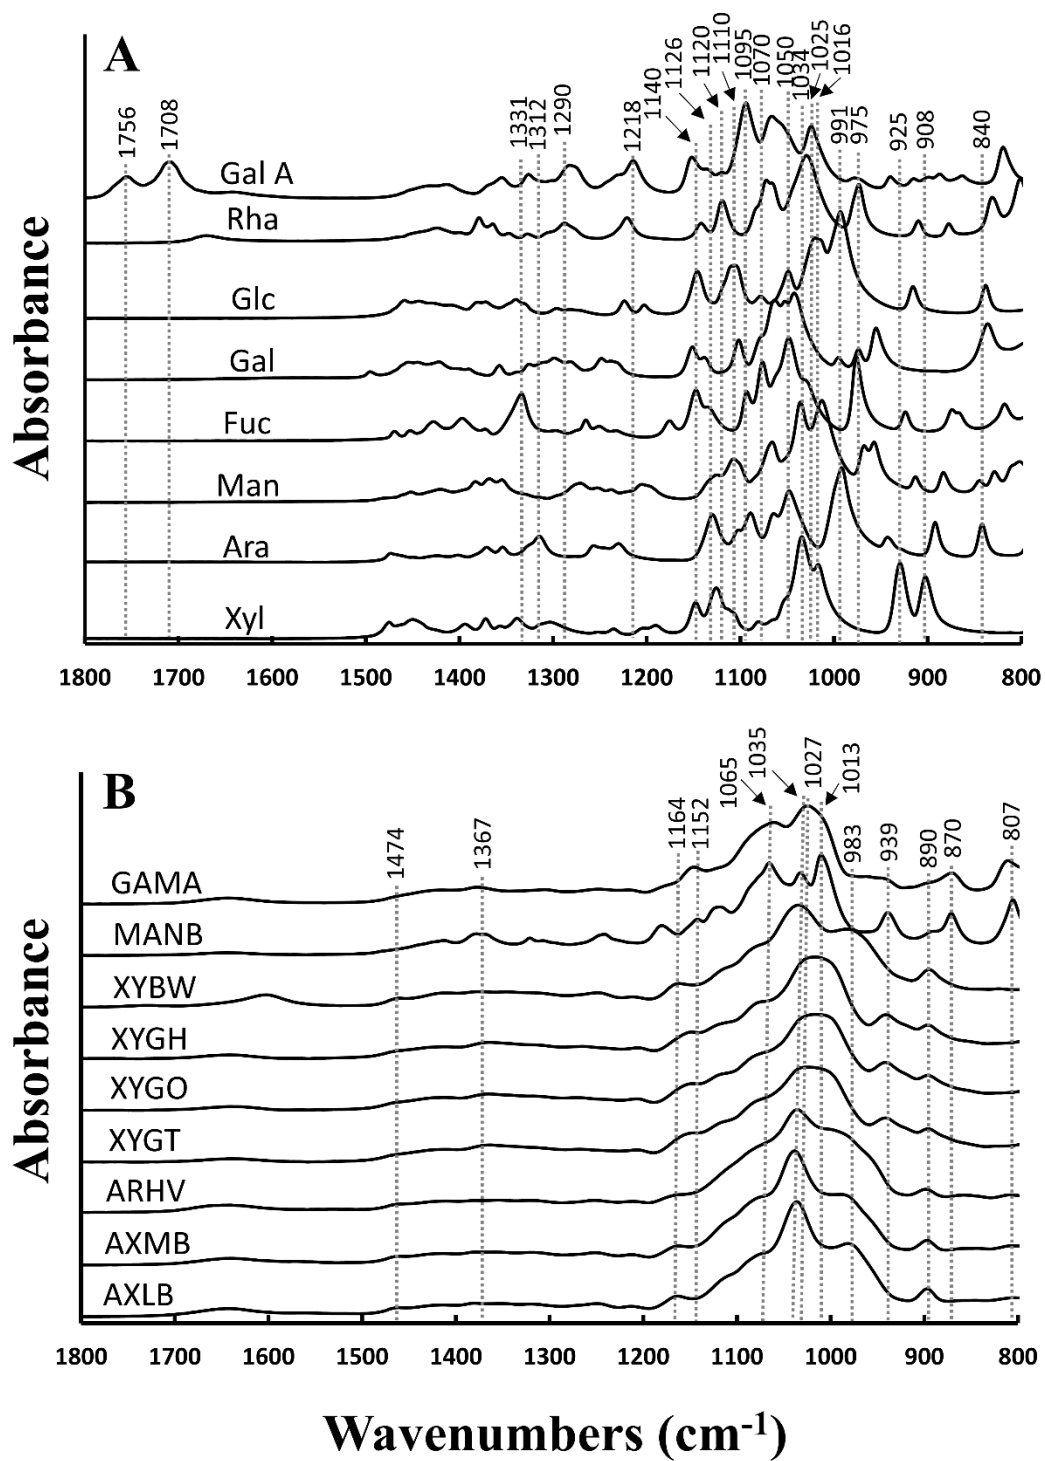 A
1756
1708
1331
1312
1290
1218
1140
1126
1120
1110
1095
1070
1050
1034
1025
1016
991
975
925
908
840
Gal A
Rha
Glc
Gal
Fuc
Man
Ara
Xyl
Absorbance
1800 1700 1600 1500 1400 1300 1200 1100 1000 900 800
B
1474
1367
1164
1152
1065
1035
1027
1013
983
939
890
870
807
GAMA
MANB
XYBW
XYGH
XYGO
XYGT
ARHV
AXMB
AXLB
Absorbance
1800 1700 1600 1500 1400 1300 1200 1100 1000 900 800
Wavenumbers (cm-1)